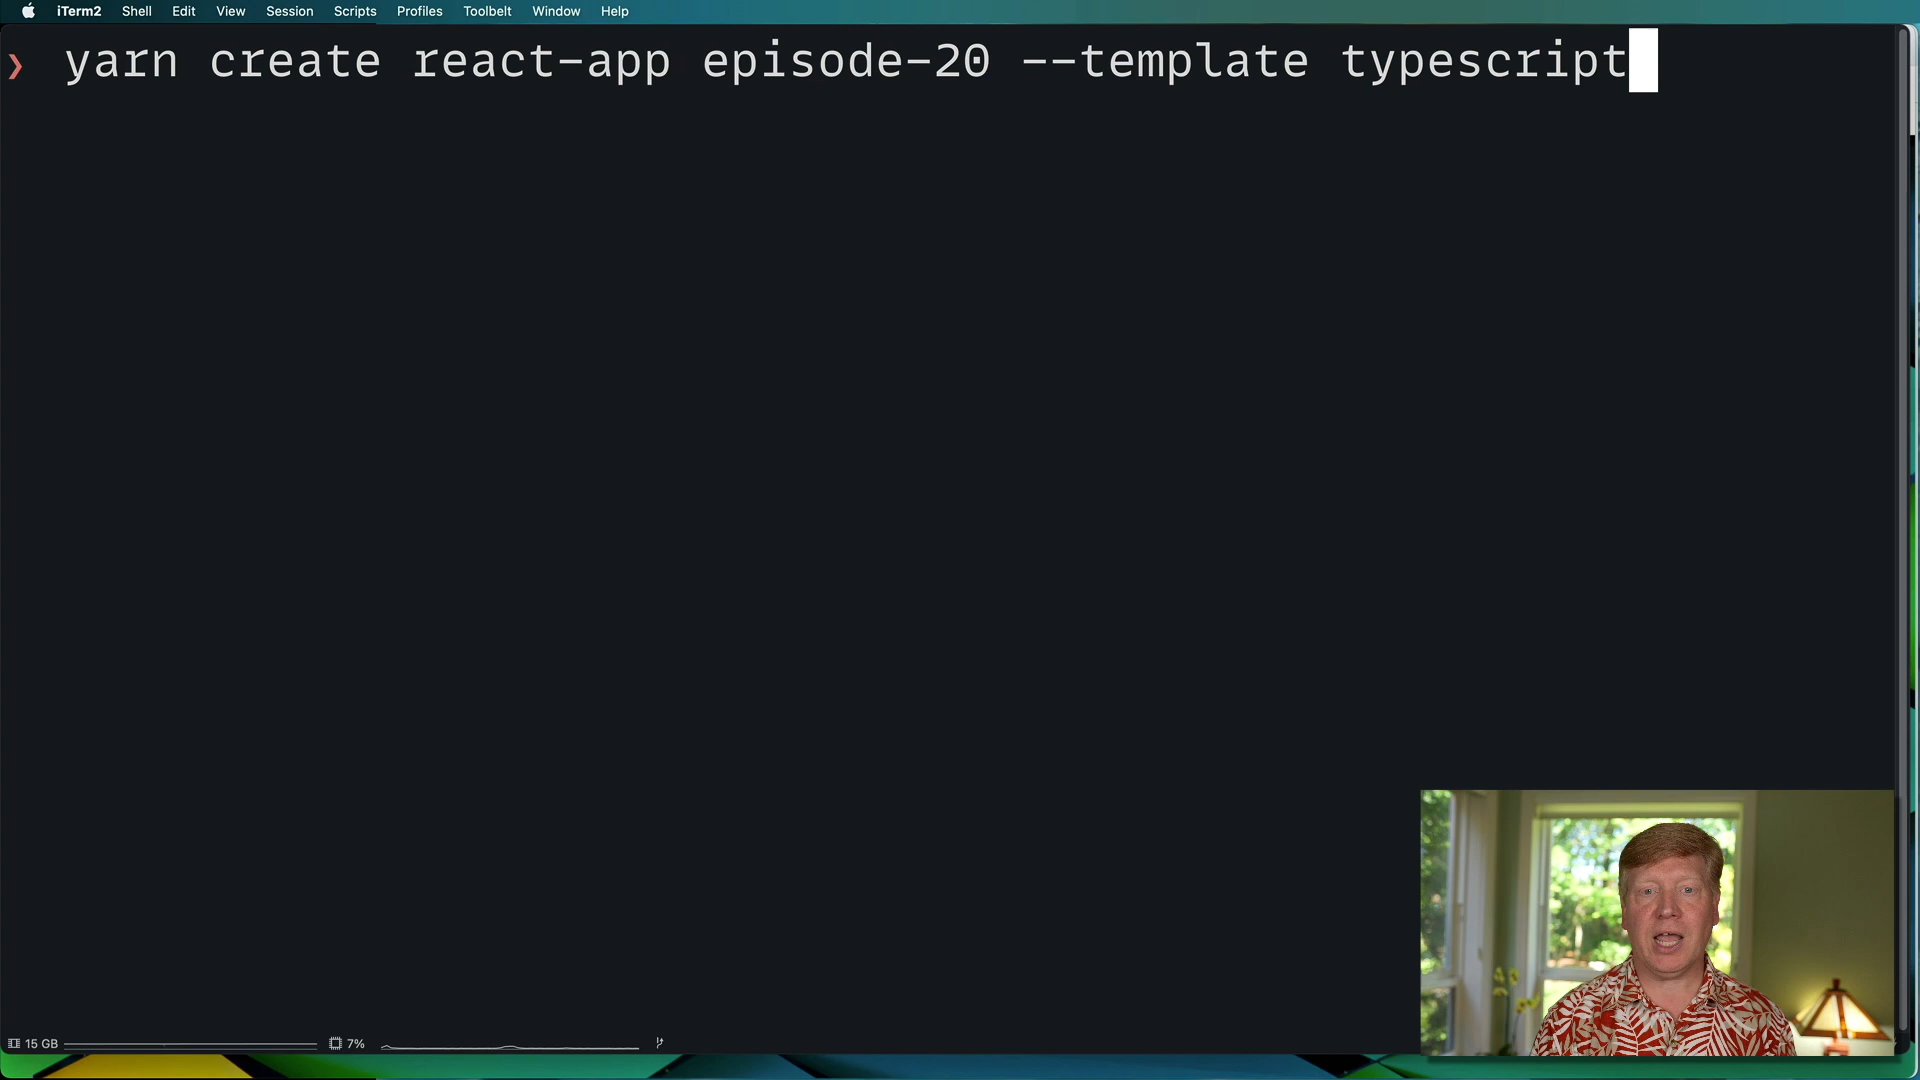 iTerm2 Shell Edit View Session Scripts Profiles Toolbelt Window Help
❯ yarn create react-app episode-20 --template typescript
15 GB 7%